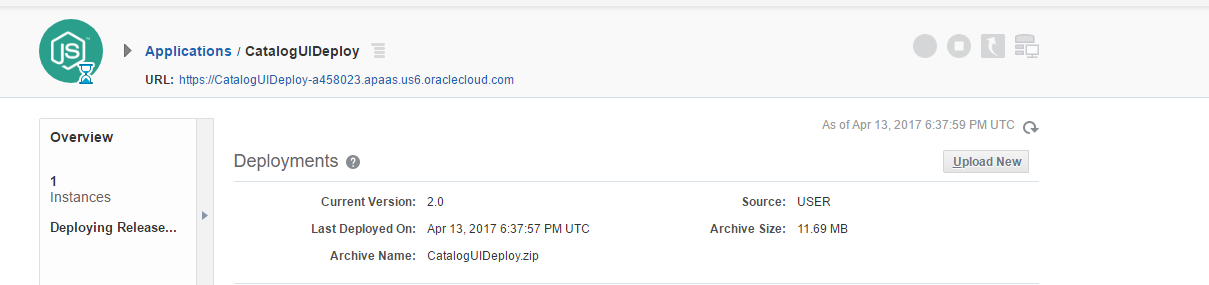 JS
Applications / CatalogUIDeploy
URL: https://CatalogUIDeploy-a458023.apaas.us6.oraclecloud.com
As of Apr 13, 2017 6:37:59 PM UTC
Overview
1
Instances
Deploying Release...
Deployments ?
Upload New
Current Version: 2.0
Source: USER
Last Deployed On: Apr 13, 2017 6:37:57 PM UTC
Archive Size: 11.69 MB
Archive Name: CatalogUIDeploy.zip